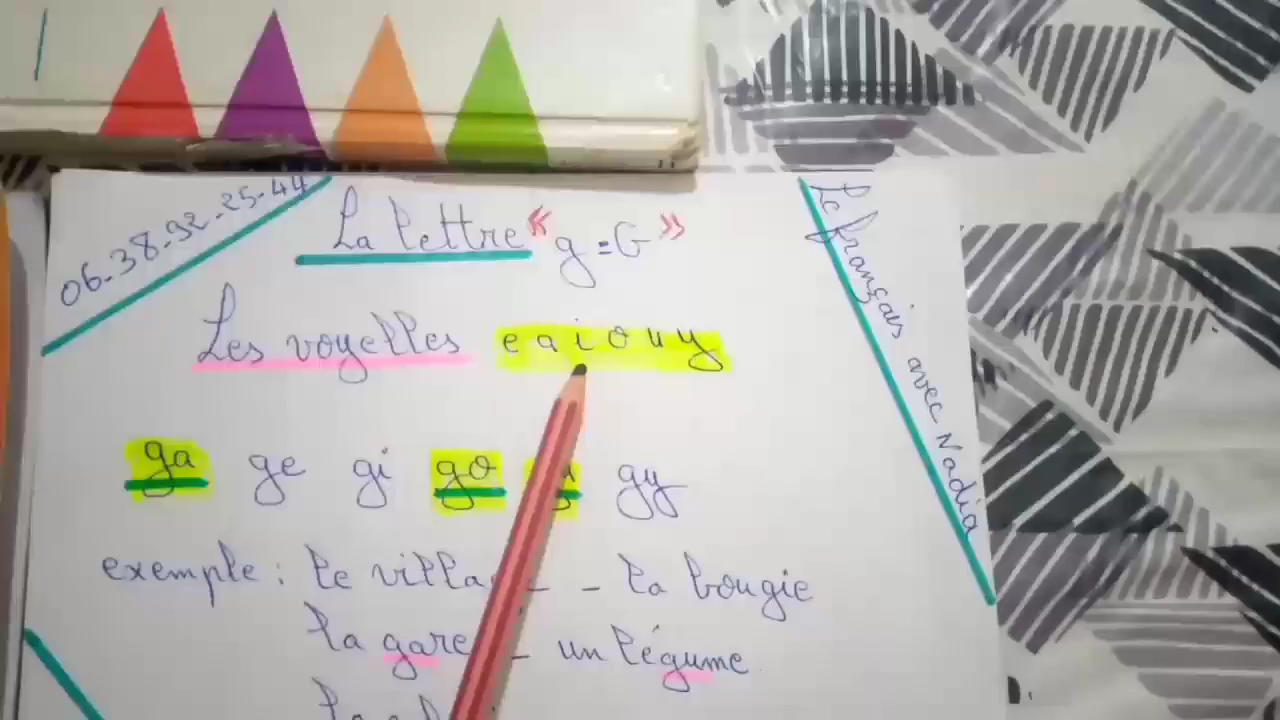 06-38-92-25-44
La lettre « g = G »
Le français avec Nadia
Les voyelles e a i o u y
ga ge gi go gy
exemple : le - la bougie
la gare - un légume